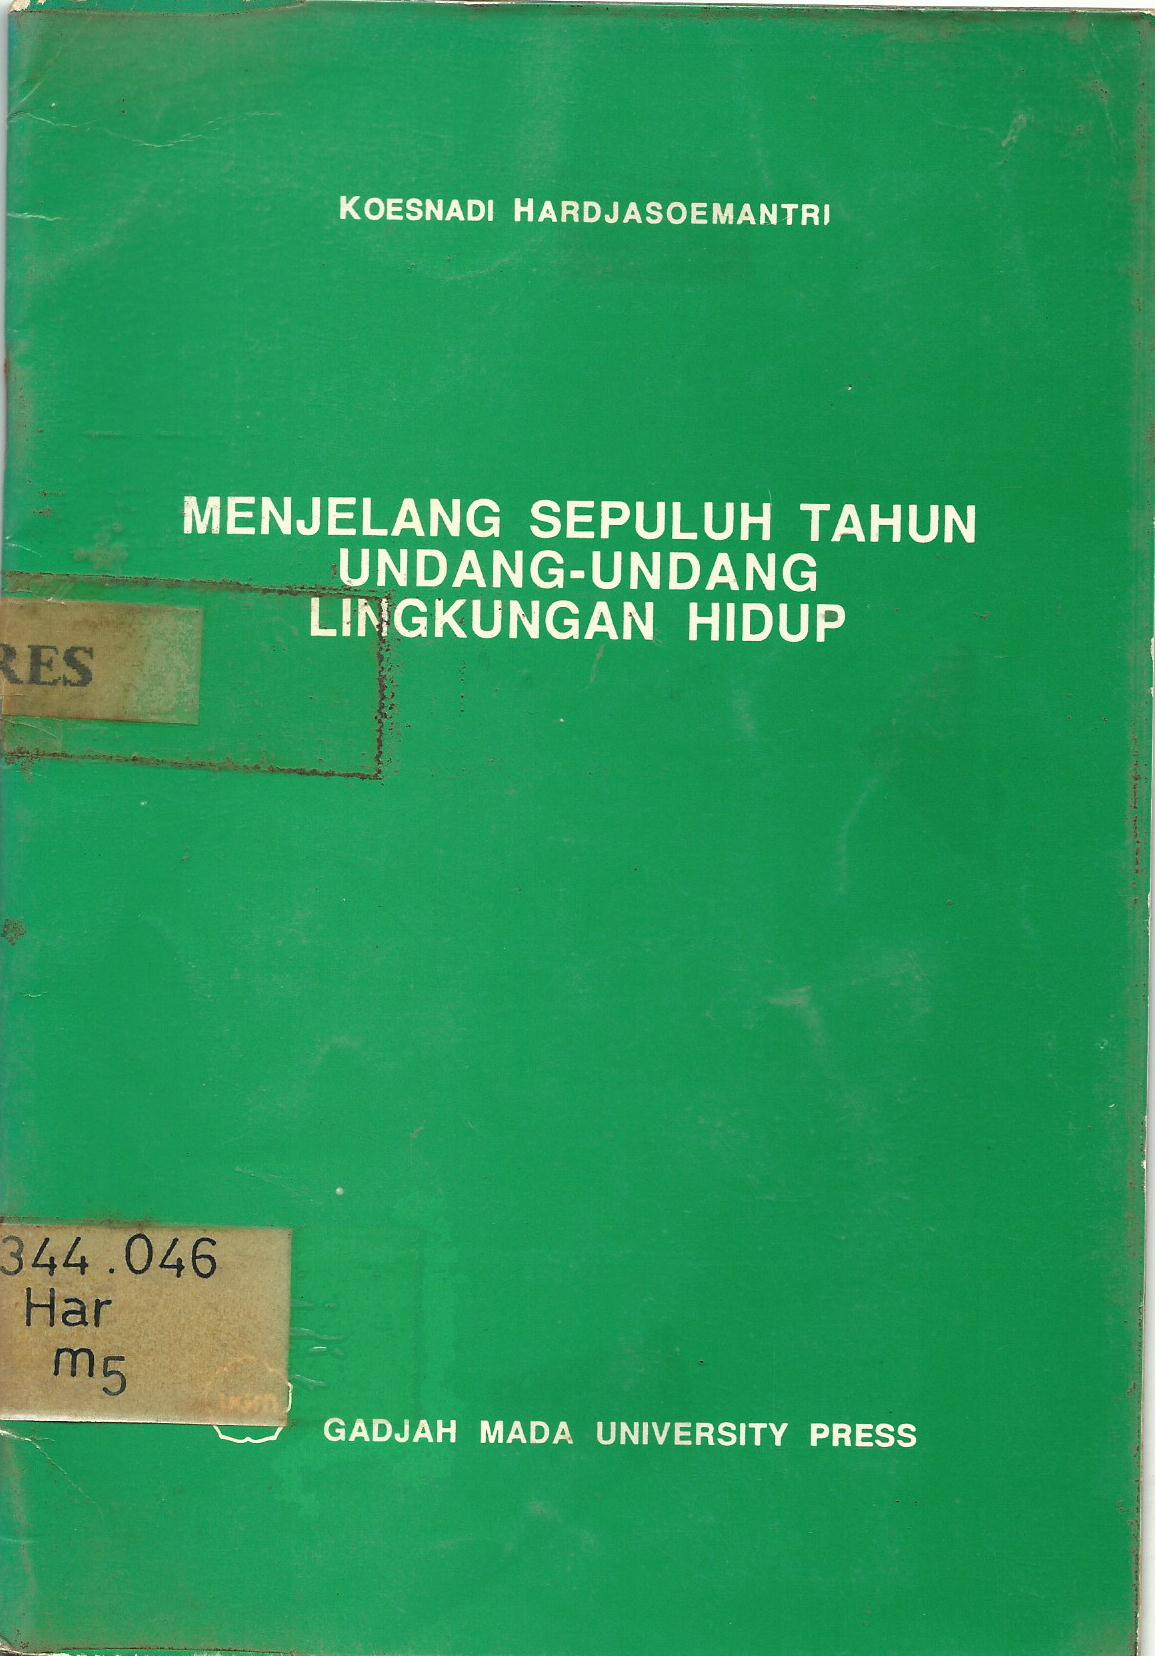 KOESNADI HARDJASOEMANTRI
MENJELANG SEPULUH TAHUN
UNDANG-UNDANG
LINGKUNGAN HIDUP
RES
344.046
Har
m5
GADJAH MADA UNIVERSITY PRESS